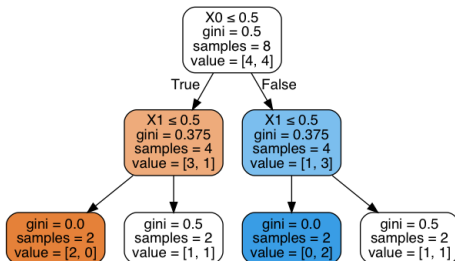 X0 ≤ 0.5
gini = 0.5
samples = 8
value = [4, 4]
True
False
X1 ≤ 0.5
gini = 0.375
samples = 4
value = [3, 1]
X1 ≤ 0.5
gini = 0.375
samples = 4
value = [1, 3]
gini = 0.0
samples = 2
value = [2, 0]
gini = 0.5
samples = 2
value = [1, 1]
gini = 0.0
samples = 2
value = [0, 2]
gini = 0.5
samples = 2
value = [1, 1]